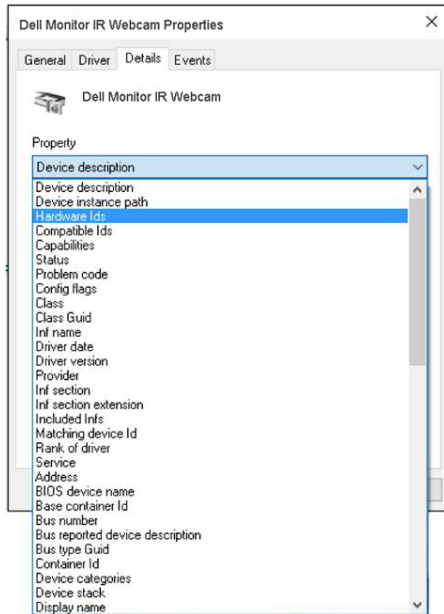 Dell Monitor IR Webcam Properties
General Driver Details Events
Dell Monitor IR Webcam
Property
Device description
Device description
Device instance path
Hardware Ids
Compatible Ids
Capabilities
Status
Problem code
Config flags
Class
Class Guid
Inf name
Driver date
Driver version
Provider
Inf section
Inf section extension
Included Infs
Matching device Id
Rank of driver
Service
Address
BIOS device name
Base container Id
Bus number
Bus reported device description
Bus type Guid
Container Id
Device categories
Device stack
Display name